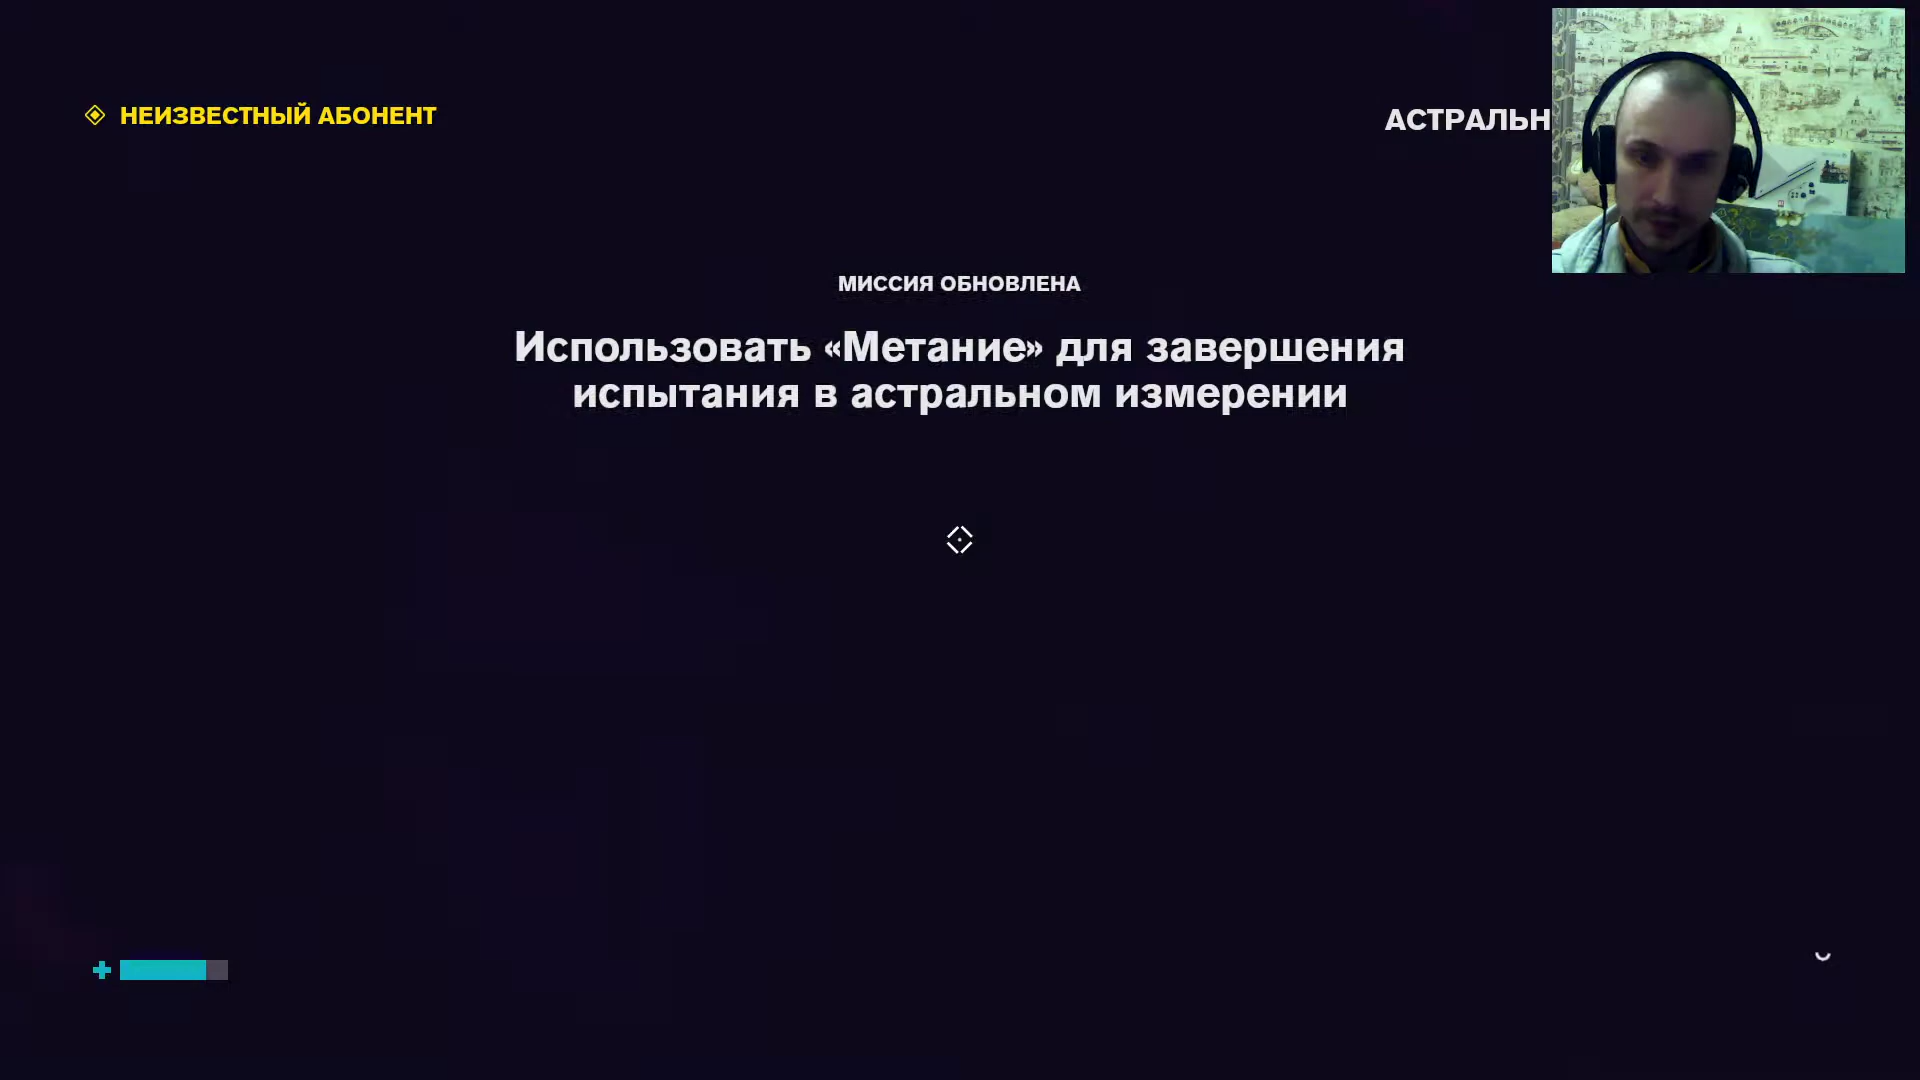 НЕИЗВЕСТНЫЙ АБОНЕНТ
АСТРАЛЬН
МИССИЯ ОБНОВЛЕНА
Использовать «Метание» для завершения
испытания в астральном измерении